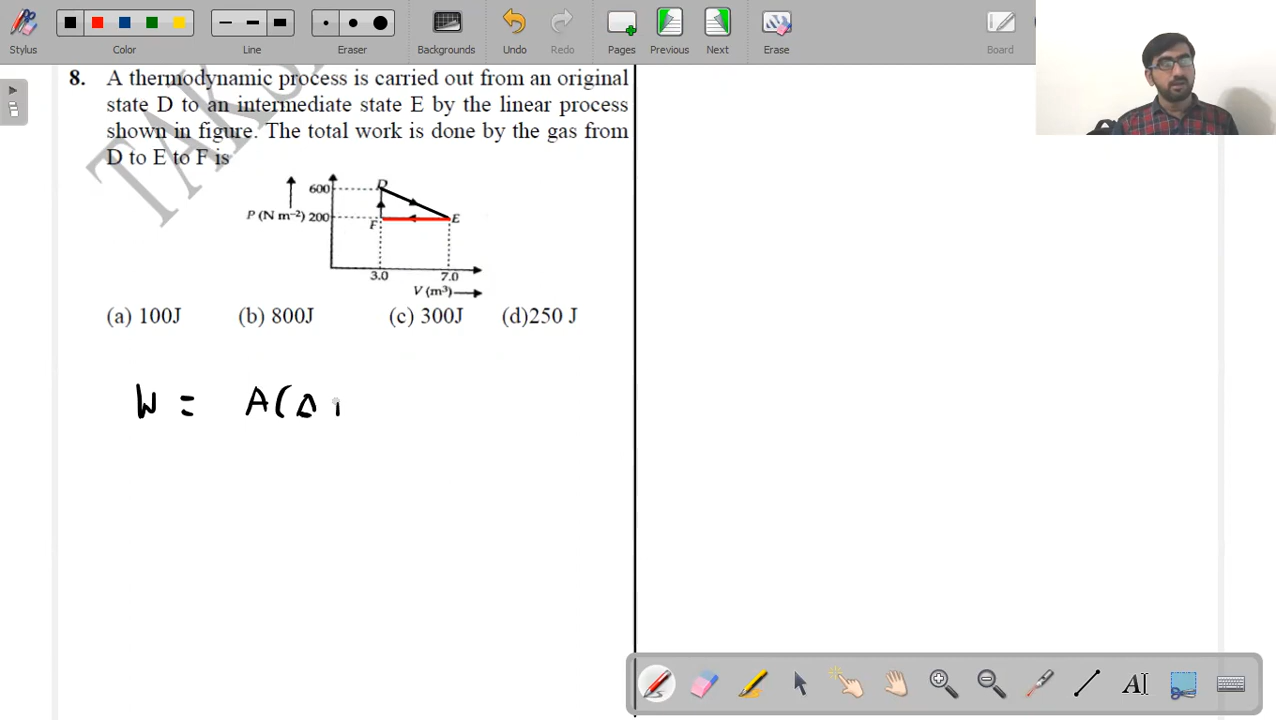 Stylus Color Line Eraser Backgrounds Undo Redo Pages Previous Next Erase Board
8. A thermodynamic process is carried out from an original
state D to an intermediate state E by the linear process
shown in figure. The total work is done by the gas from
D to E to F is
D
600
P (N m⁻²) 200
F
E
3.0 7.0
V (m³)
(a) 100J (b) 800J (c) 300J (d)250 J
W = A(Δ